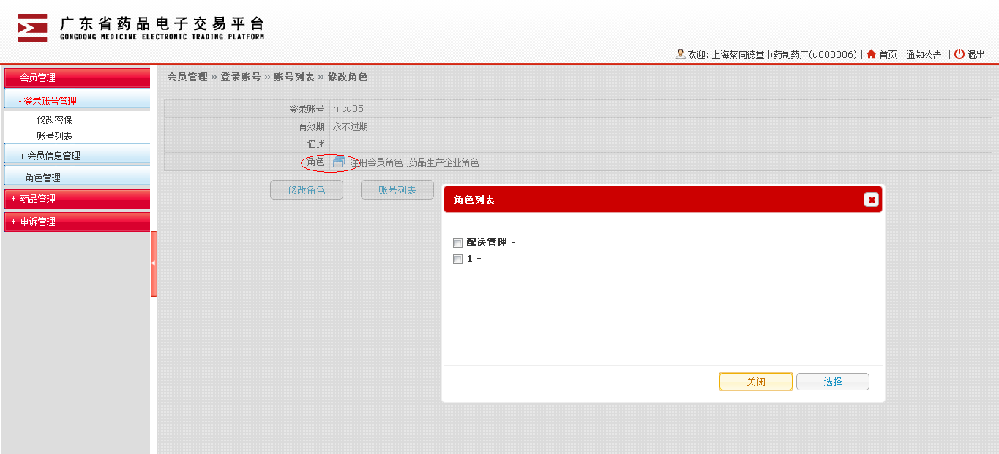 广东省药品电子交易平台
GONGDONG MEDICINE ELECTRONIC TRADING PLATFORM
欢迎: 上海蔡同德堂中药制药厂(u000006) | 首页 | 通知公告 | 退出
- 会员管理
- 登录账号管理
修改密保
账号列表
+ 会员信息管理
角色管理
+ 药品管理
+ 申诉管理
会员管理 » 登录账号 » 账号列表 » 修改角色
登录账号 nfcq05
有效期 永不过期
描述
角色 注册会员角色 ,药品生产企业角色
修改角色 账号列表
角色列表
配送管理 -
1 -
关闭 选择